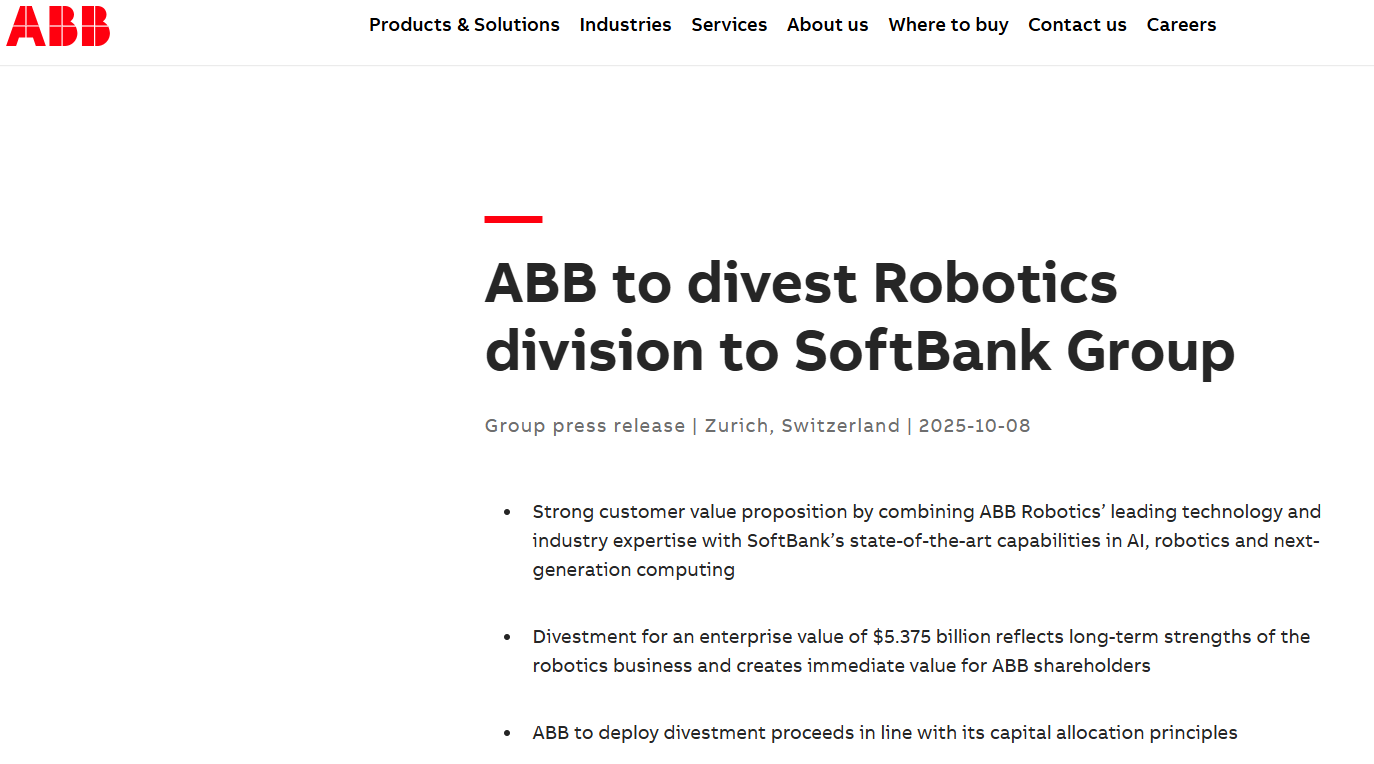 ABB
Products & Solutions Industries Services About us Where to buy Contact us Careers
ABB to divest Robotics
division to SoftBank Group
Group press release | Zurich, Switzerland | 2025-10-08
• Strong customer value proposition by combining ABB Robotics’ leading technology and
industry expertise with SoftBank’s state-of-the-art capabilities in AI, robotics and next-
generation computing
• Divestment for an enterprise value of $5.375 billion reflects long-term strengths of the
robotics business and creates immediate value for ABB shareholders
• ABB to deploy divestment proceeds in line with its capital allocation principles